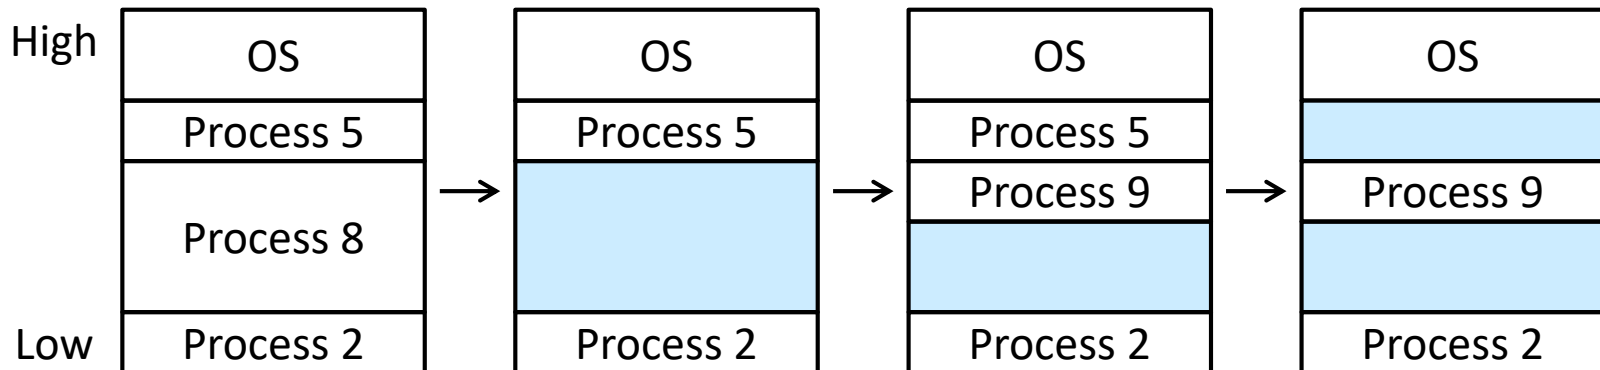 High
OS
OS
OS
OS
Process 5
Process 5
Process 5
Process 9
Process 9
Process 8
Low
Process 2
Process 2
Process 2
Process 2